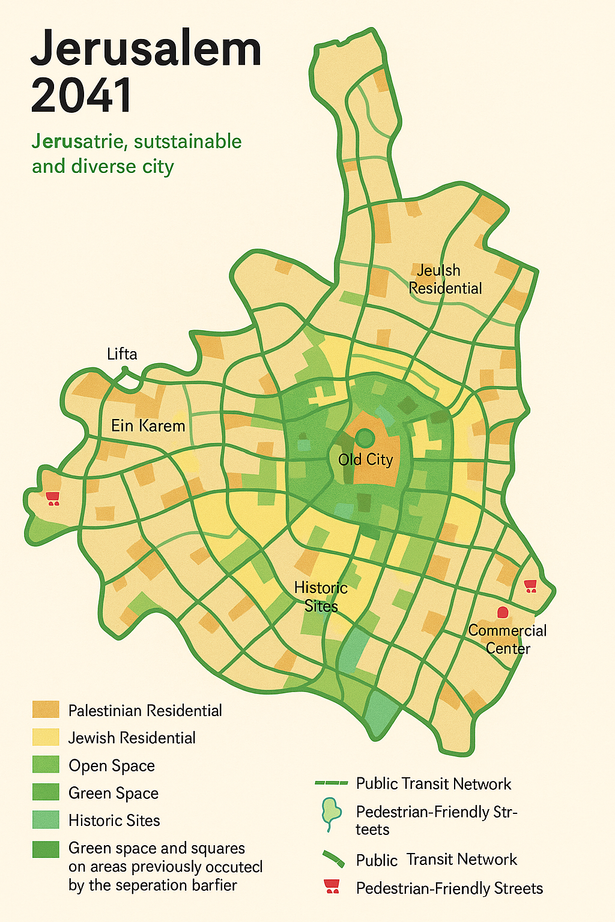 Jerusalem
2041
Jerusatrie, sutstainable
and diverse city
Jeulsh
Residential
Lifta
Ein Karem
Old City
Historic
Sites
Commercial
Center
Palestinian Residential
Jewish Residential
Open Space
Green Space
Historic Sites
Green space and squares
on areas previously occutecl
by the seperation barfier
Public Transit Network
Pedestrian-Friendly Str-
teets
Public Transit Network
Pedestrian-Friendly Streets